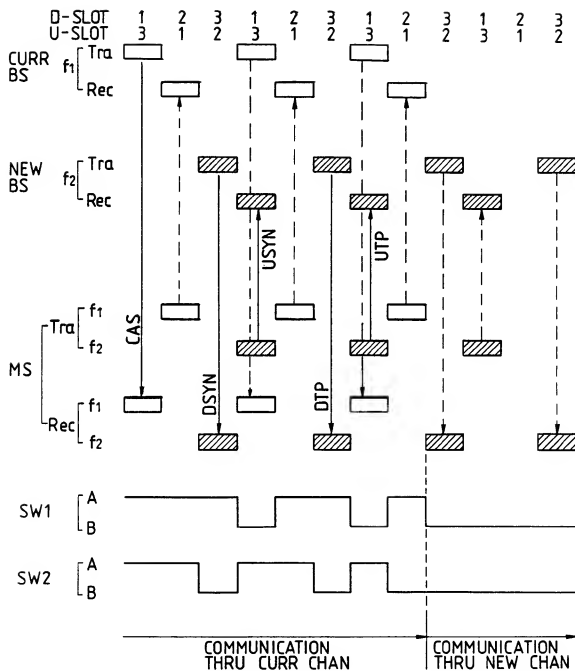 D-SLOT 1 2 3 1 2 3 1 2 3 1 2 3
U-SLOT 3 1 2 3 1 2 3 1 2 3 1 2
CURR BS f1 Tra
Rec
NEW BS f2 Tra
Rec
USYN
UTP
CAS
MS Tra f1
f2
DSYN
DTP
Rec f1
f2
SW1 A
B
SW2 A
B
COMMUNICATION THRU CURR CHAN
COMMUNICATION THRU NEW CHAN